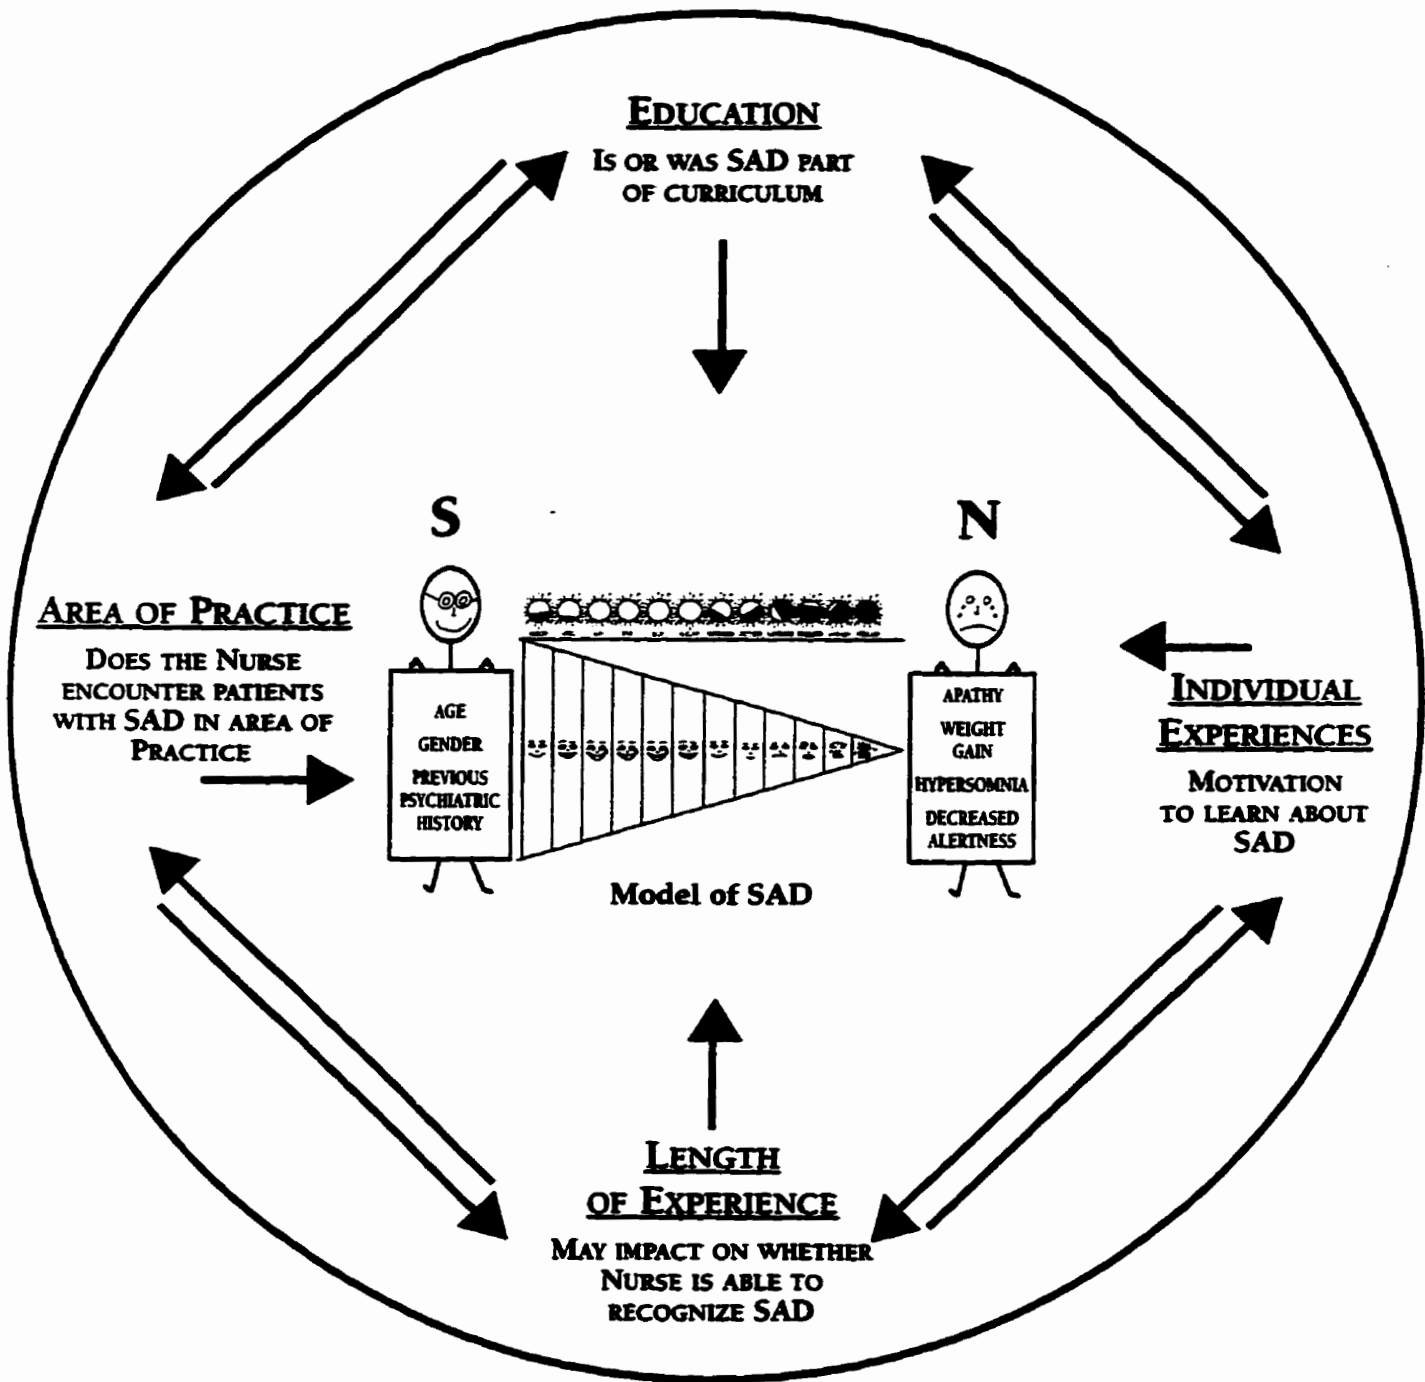 EDUCATION
IS OR WAS SAD PART
OF CURRICULUM
S
N
AREA OF PRACTICE
DOES THE NURSE
ENCOUNTER PATIENTS
WITH SAD IN AREA OF
PRACTICE
AGE
GENDER
PREVIOUS
PSYCHIATRIC
HISTORY
APATHY
WEIGHT
GAIN
HYPERSOMNIA
DECREASED
ALERTNESS
Model of SAD
INDIVIDUAL
EXPERIENCES
MOTIVATION
TO LEARN ABOUT
SAD
LENGTH
OF EXPERIENCE
MAY IMPACT ON WHETHER
NURSE IS ABLE TO
RECOGNIZE SAD